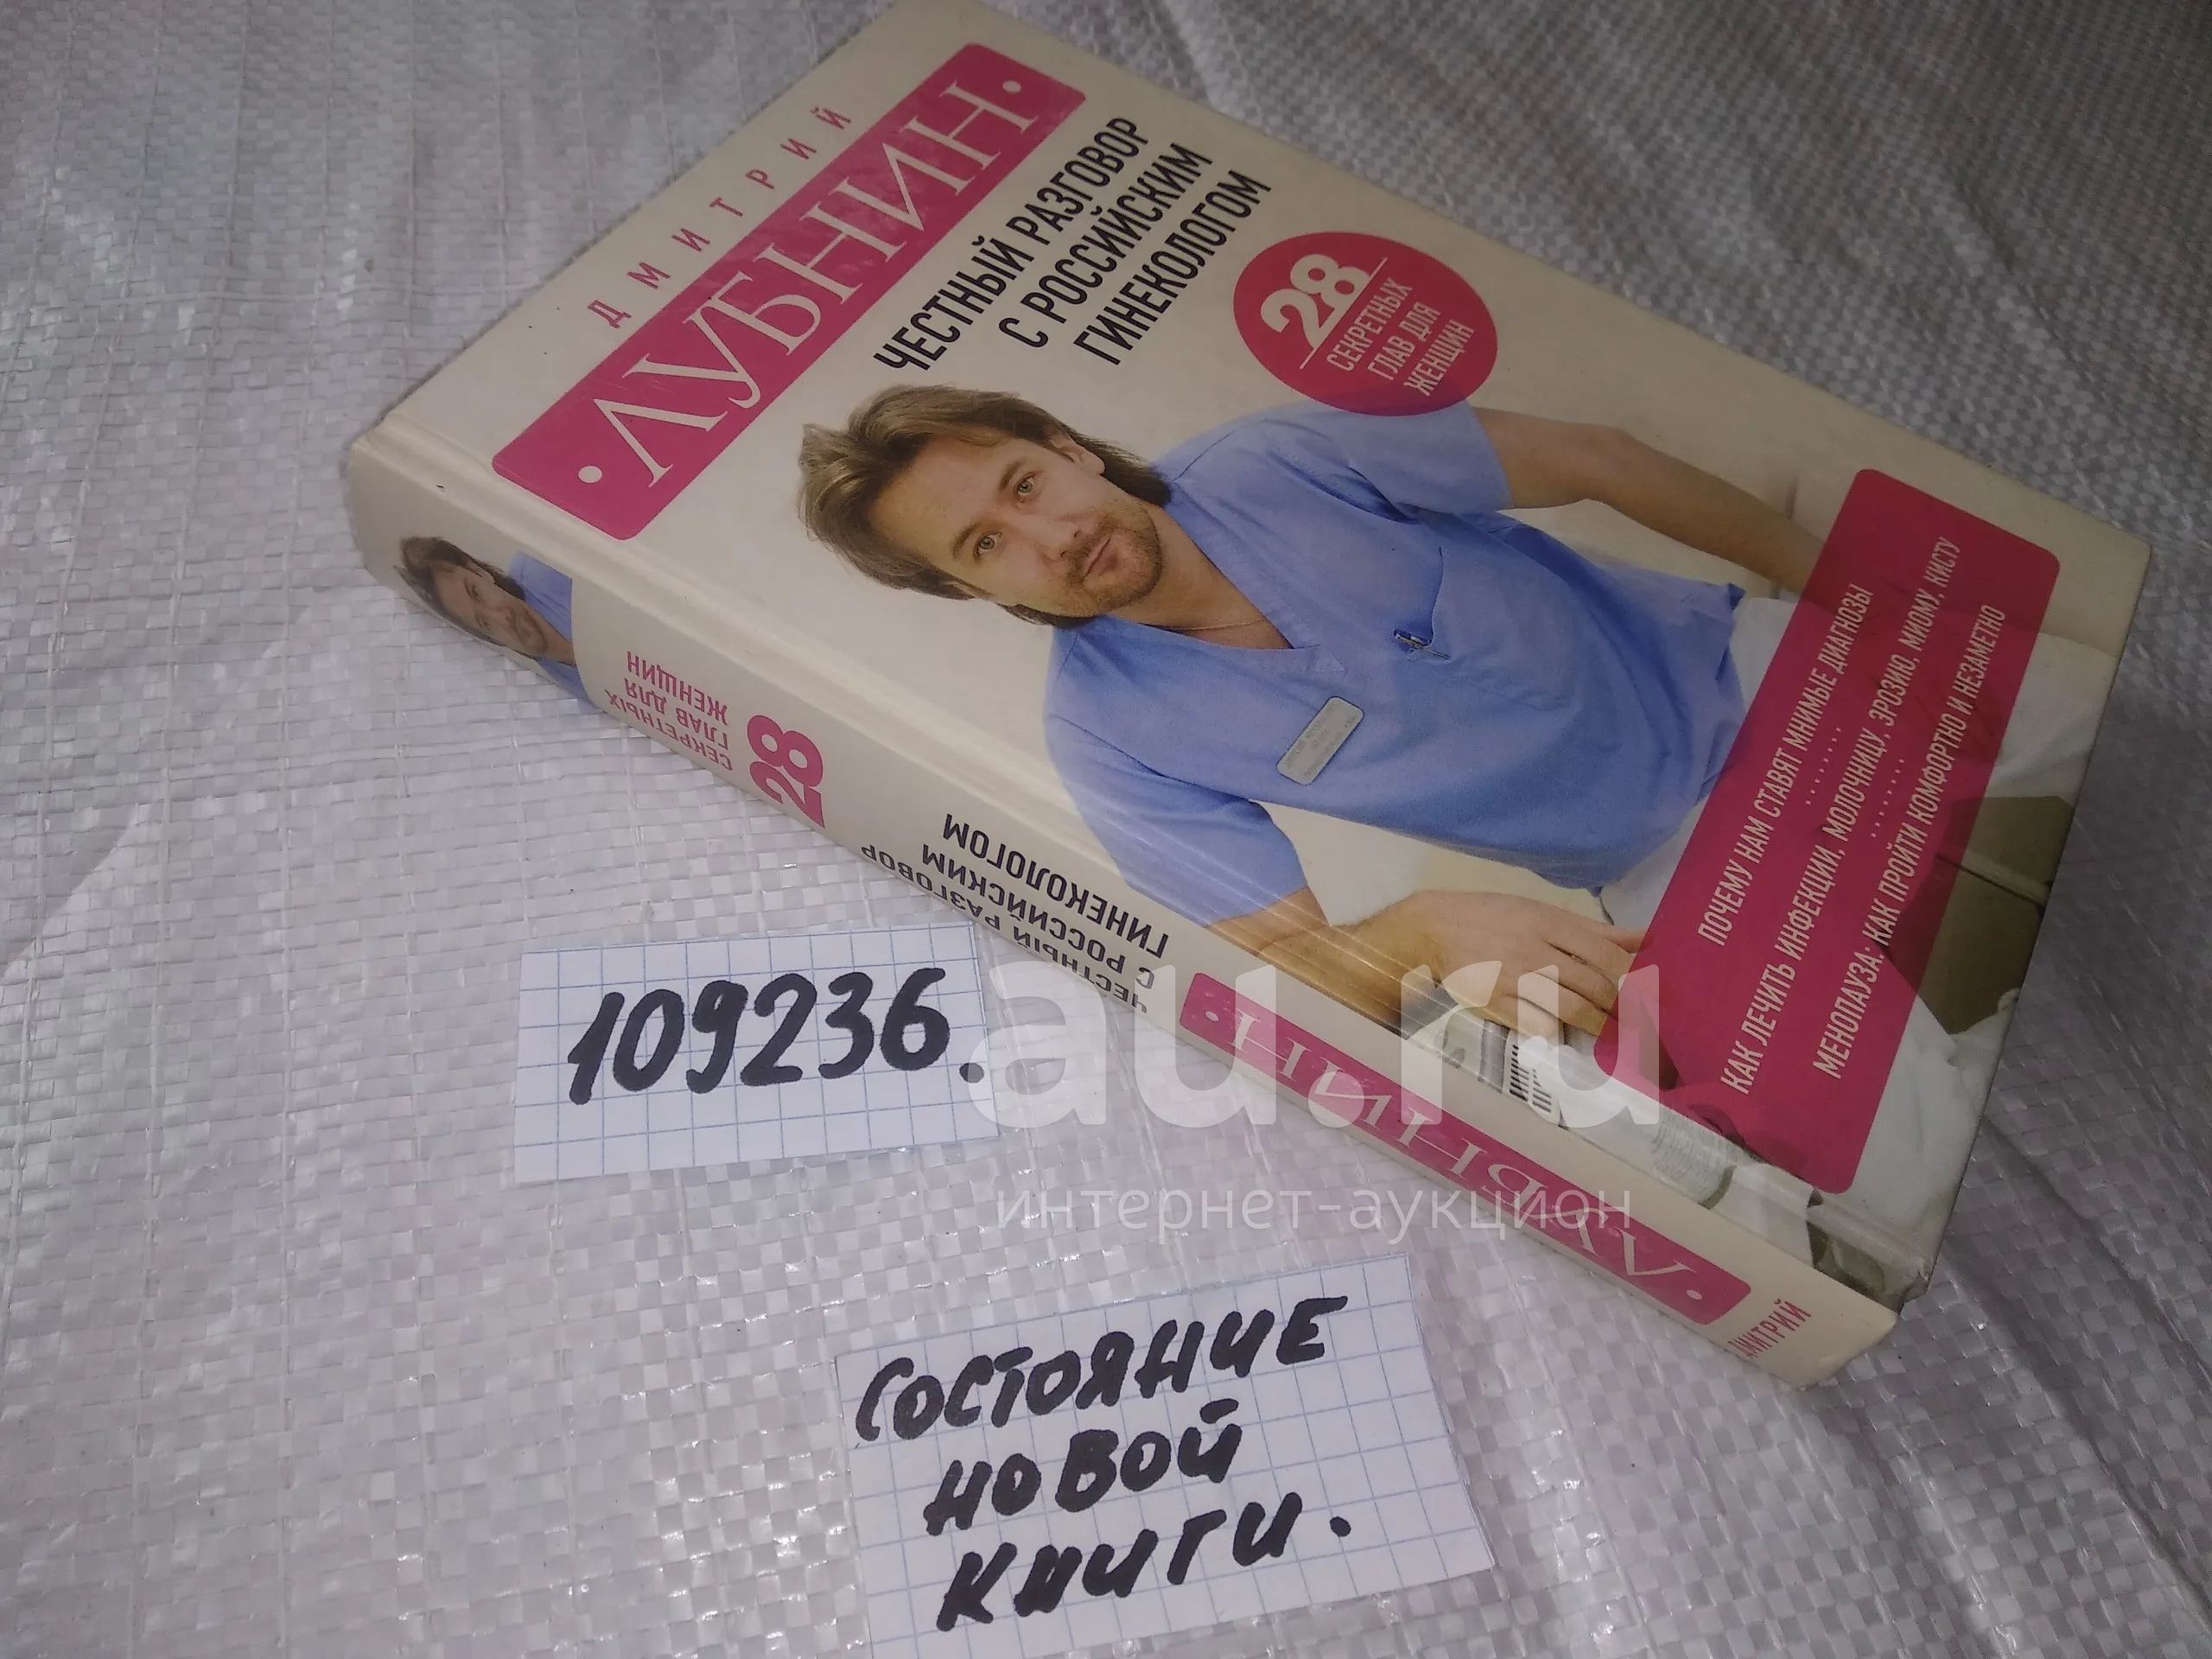 ДМИТРИЙ
• ЛУБНИН •
ЧЕСТНЫЙ РАЗГОВОР
С РОССИЙСКИМ
ГИНЕКОЛОГОМ
28
СЕКРЕТНЫХ
ГЛАВ ДЛЯ
ЖЕНЩИН
ПОЧЕМУ НАМ СТАВЯТ МНИМЫЕ ДИАГНОЗЫ
КАК ЛЕЧИТЬ ИНФЕКЦИИ, МОЛОЧНИЦУ, ЭРОЗИЮ, МИОМУ, КИСТУ
МЕНОПАУЗА: КАК ПРОЙТИ КОМФОРТНО И НЕЗАМЕТНО
ДМИТРИЙ
• ЛУБНИН •
ЧЕСТНЫЙ РАЗГОВОР
С РОССИЙСКИМ
ГИНЕКОЛОГОМ
28
СЕКРЕТНЫХ
ГЛАВ ДЛЯ
ЖЕНЩИН
109236.
au.ru
интернет-аукцион
СОСТОЯНИЕ
НОВОЙ
КНИГИ.